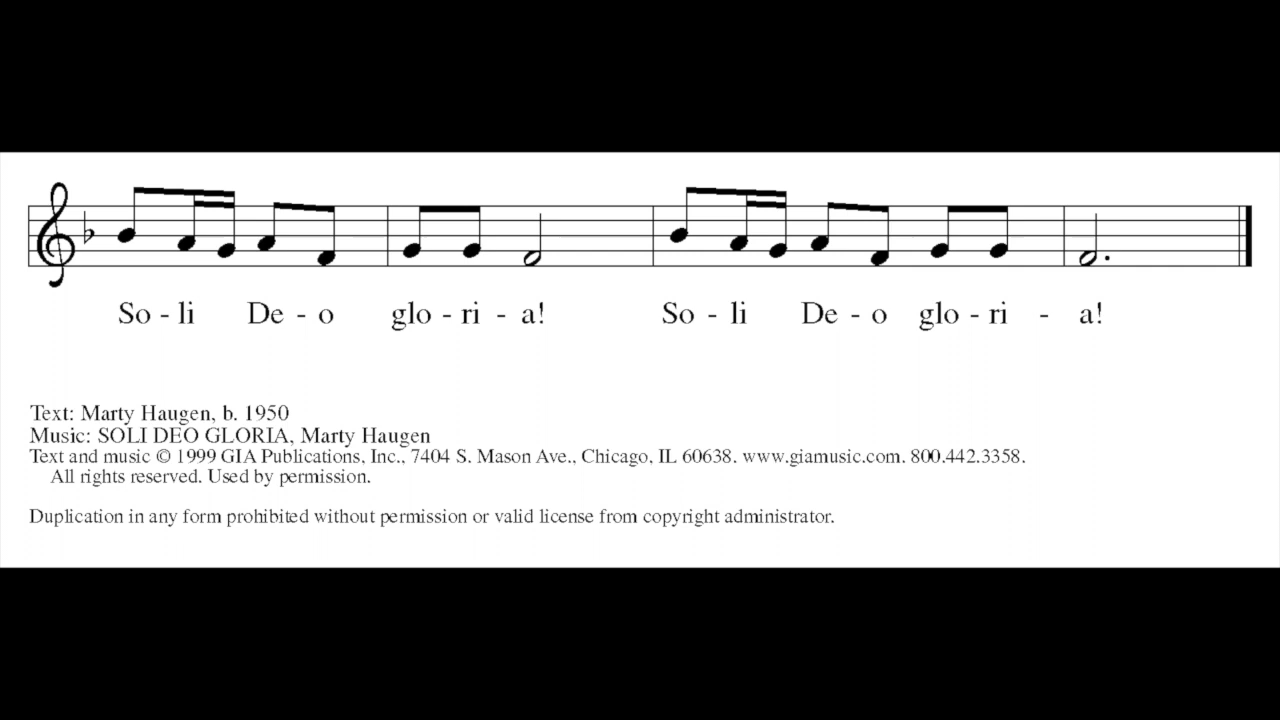 So - li De - o glo - ri - a! So - li De - o glo - ri - a!
Text: Marty Haugen, b. 1950
Music: SOLI DEO GLORIA, Marty Haugen
Text and music © 1999 GIA Publications, Inc., 7404 S. Mason Ave., Chicago, IL 60638. www.giamusic.com. 800.442.3358.
All rights reserved. Used by permission.
Duplication in any form prohibited without permission or valid license from copyright administrator.